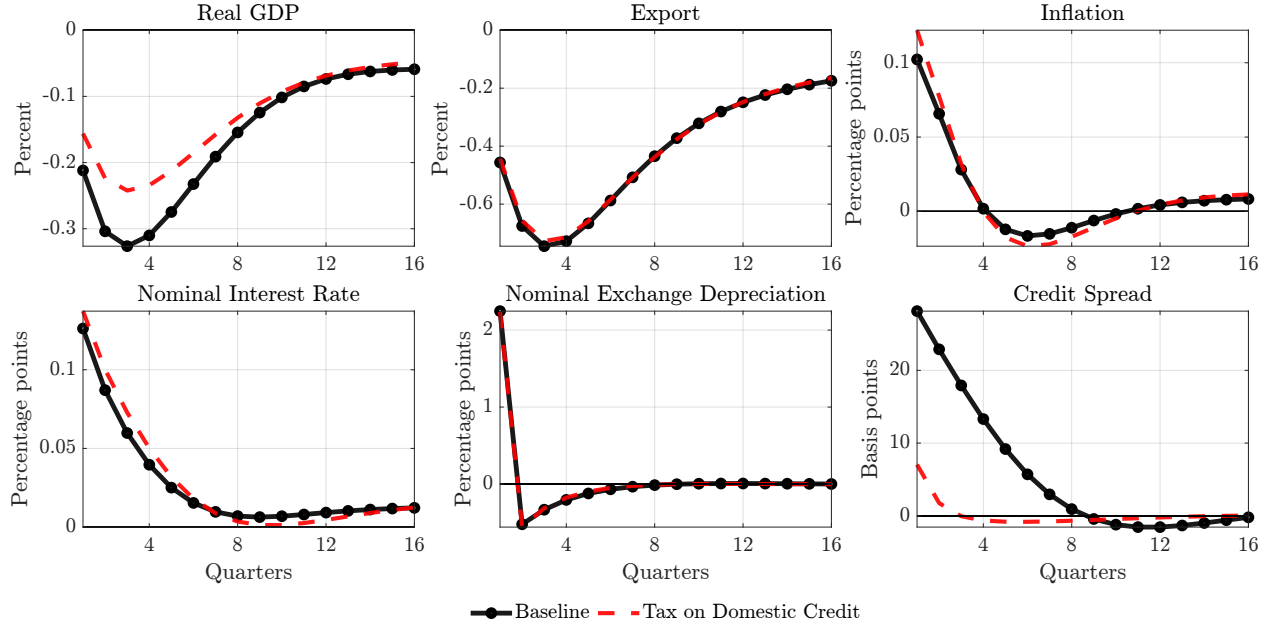 Real GDP
Export
Inflation
Percent
0
-0.1
-0.2
-0.3
4 8 12 16
Percent
0
-0.2
-0.4
-0.6
4 8 12 16
Percentage points
0.1
0.05
0
4 8 12 16
Nominal Interest Rate
Nominal Exchange Depreciation
Credit Spread
Percentage points
0.1
0.05
0
4 8 12 16
Quarters
Percentage points
2
1
0
4 8 12 16
Quarters
Basis points
20
10
0
4 8 12 16
Quarters
Baseline Tax on Domestic Credit